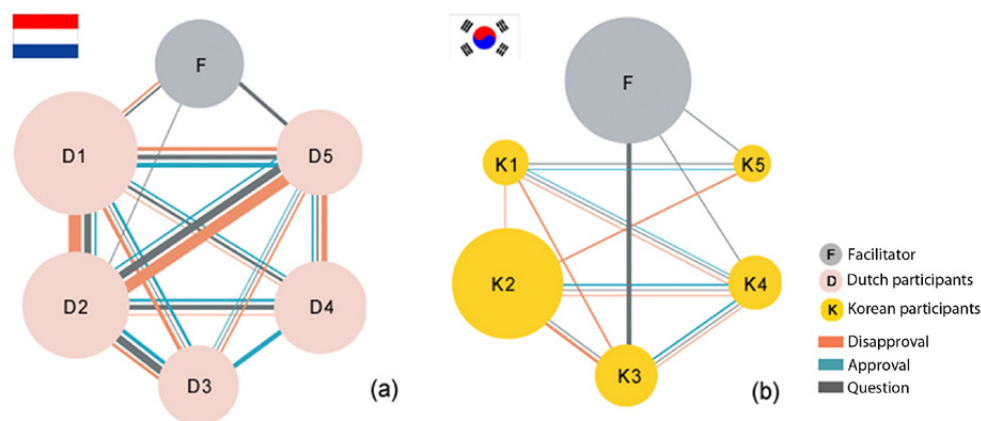 F
D1
D5
D2
D4
D3
(a)
F
K1
K5
K2
K4
K3
(b)
F Facilitator
D Dutch participants
K Korean participants
Disapproval
Approval
Question